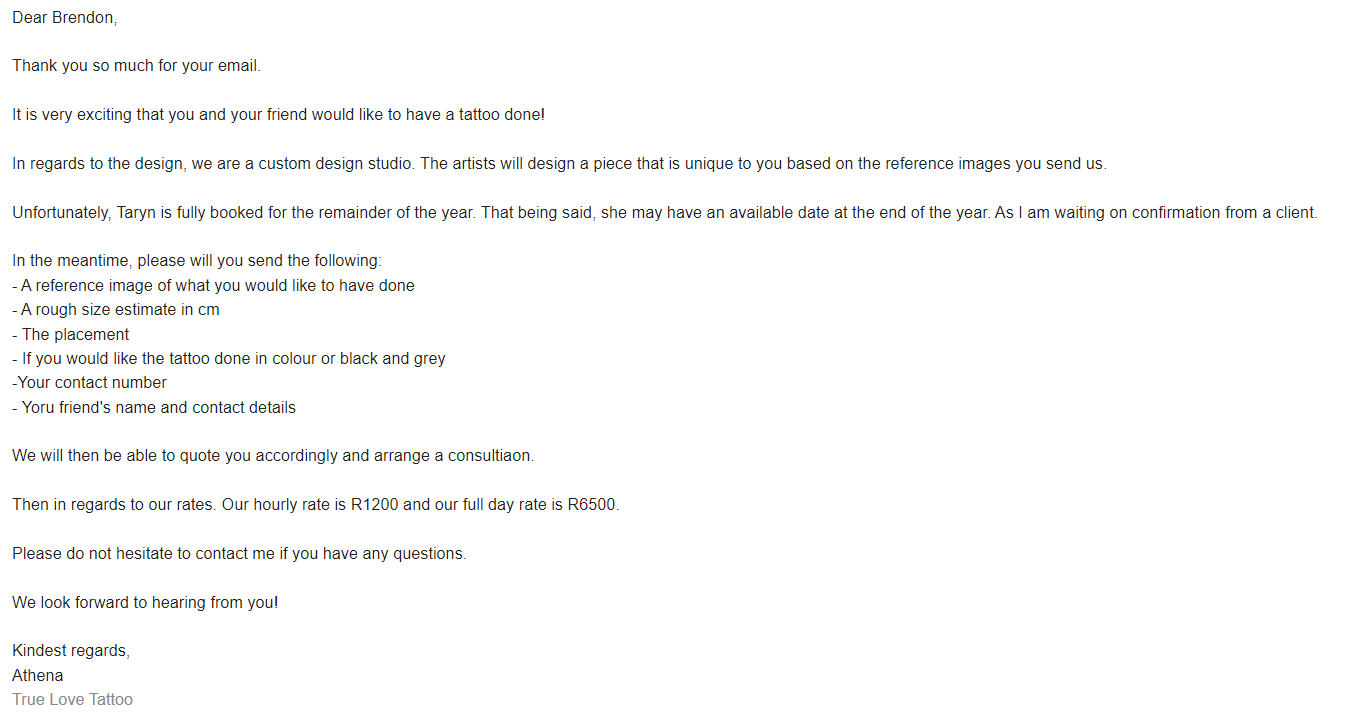 Dear Brendon,
Thank you so much for your email.
It is very exciting that you and your friend would like to have a tattoo done!
In regards to the design, we are a custom design studio. The artists will design a piece that is unique to you based on the reference images you send us.
Unfortunately, Taryn is fully booked for the remainder of the year. That being said, she may have an available date at the end of the year. As I am waiting on confirmation from a client.
In the meantime, please will you send the following:
- A reference image of what you would like to have done
- A rough size estimate in cm
- The placement
- If you would like the tattoo done in colour or black and grey
-Your contact number
- Yoru friend's name and contact details
We will then be able to quote you accordingly and arrange a consultiaon.
Then in regards to our rates. Our hourly rate is R1200 and our full day rate is R6500.
Please do not hesitate to contact me if you have any questions.
We look forward to hearing from you!
Kindest regards,
Athena
True Love Tattoo